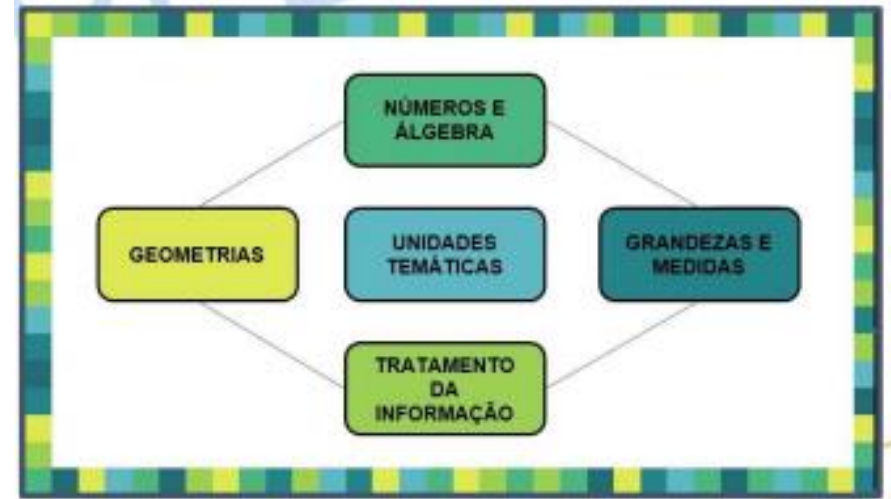 NÚMEROS E
ÁLGEBRA
GEOMETRIAS
UNIDADES
TEMÁTICAS
GRANDEZAS E
MEDIDAS
TRATAMENTO
DA
INFORMAÇÃO